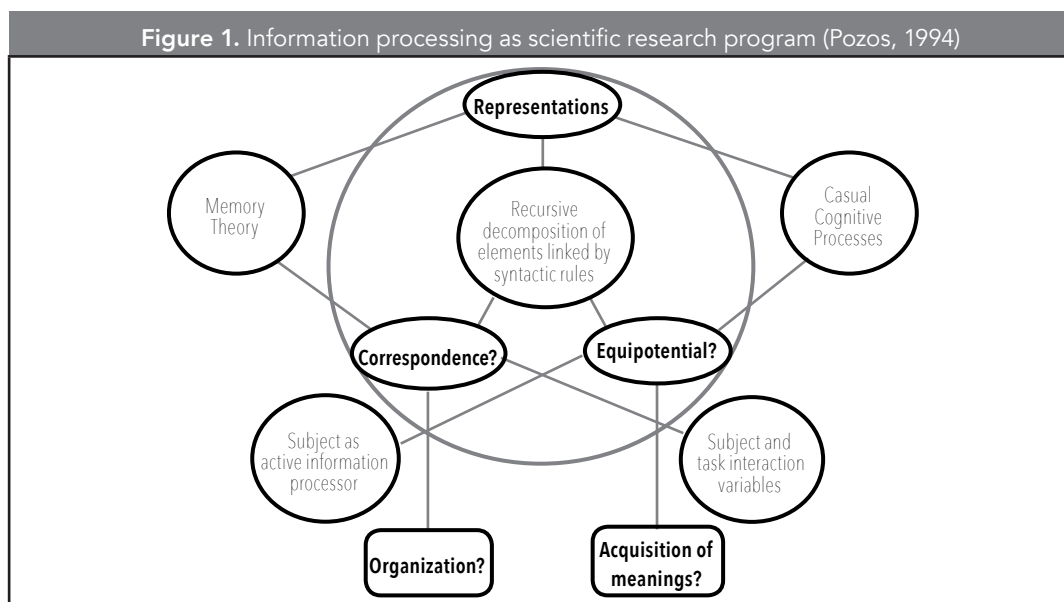 Figure 1. Information processing as scientific research program (Pozos, 1994)
Representations
Memory
Theory
Recursive
decomposition of
elements linked by
syntactic rules
Casual
Cognitive
Processes
Correspondence?
Equipotential?
Subject as
active information
processor
Subject and
task interaction
variables
Organization?
Acquisition of
meanings?